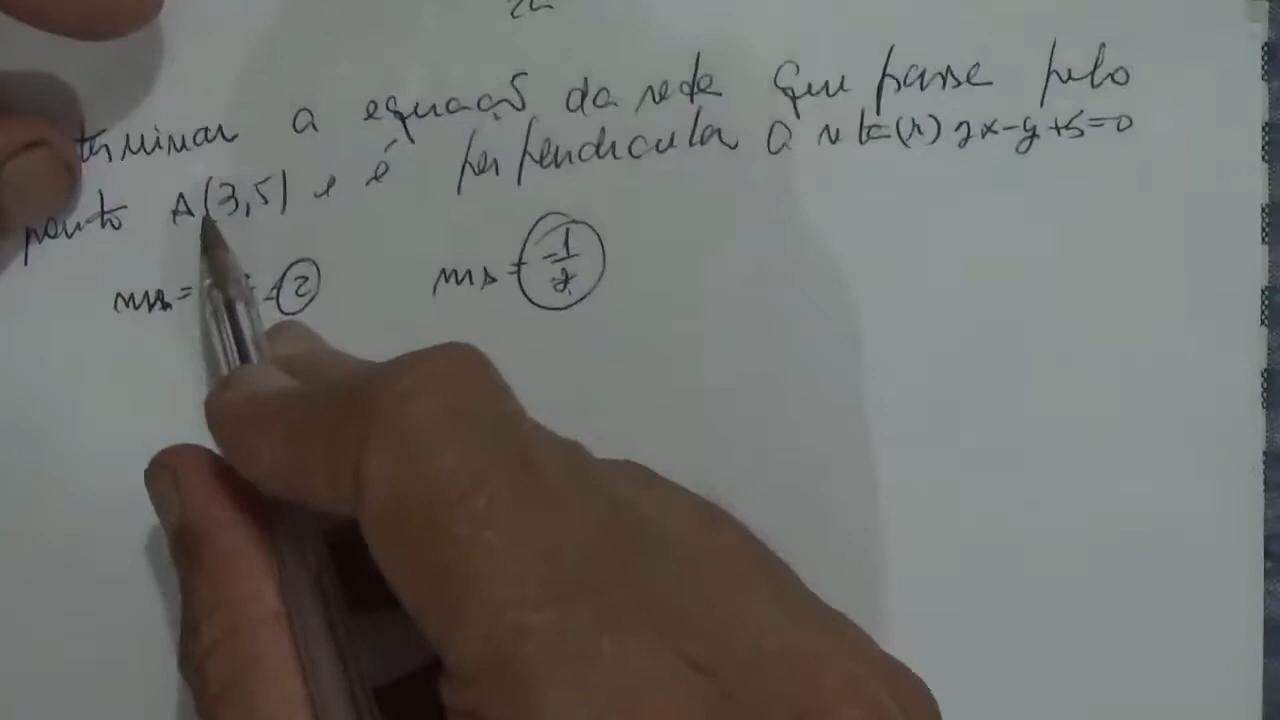 terminar a equação da reta que passe pelo
ponto A(3,5) e é perpendicular a reta (r) 2x-y+5=0
mr= = 2 ms = -1/2